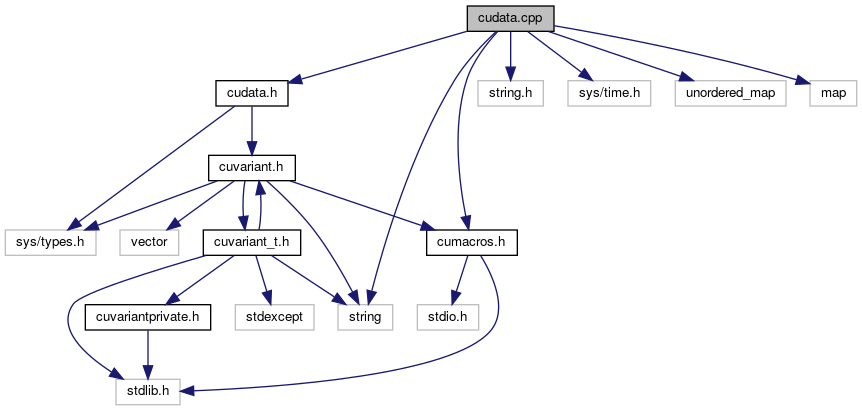 cudata.cpp
cudata.h
string.h
sys/time.h
unordered_map
map
cuvariant.h
sys/types.h
vector
cuvariant_t.h
cumacros.h
cuvariantprivate.h
stdexcept
string
stdio.h
stdlib.h